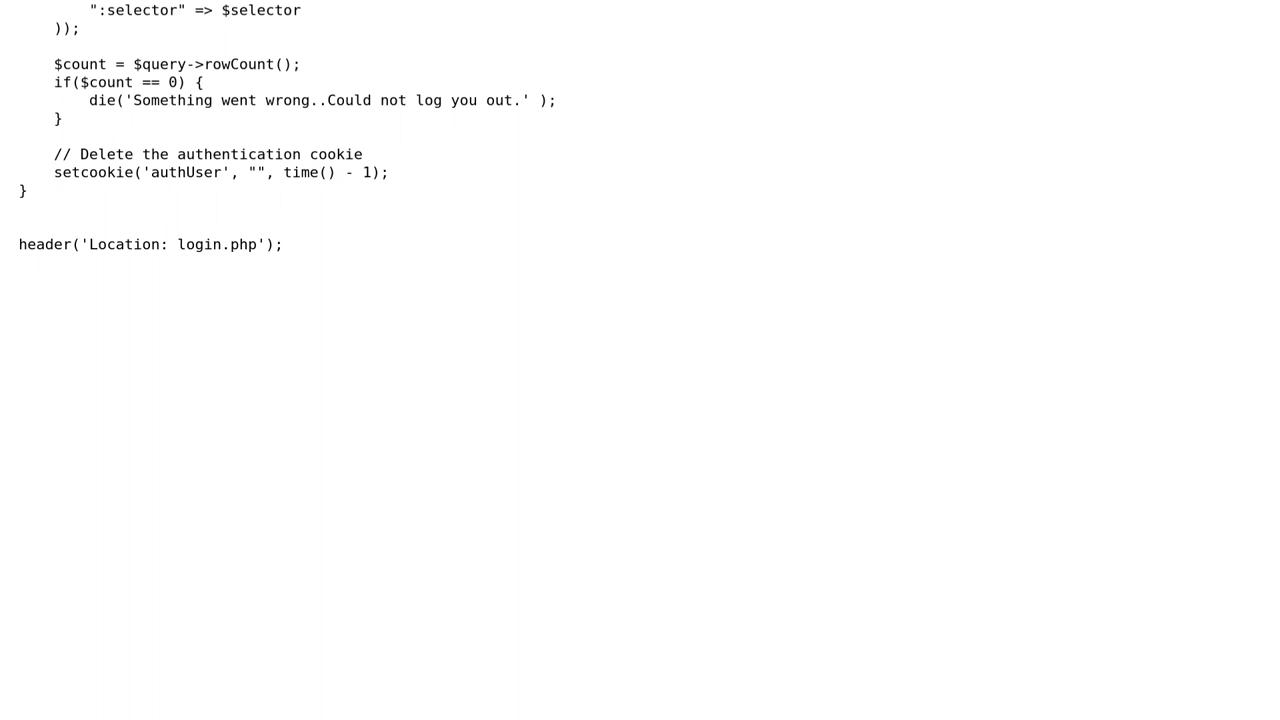 ":selector" => $selector
    ));

    $count = $query->rowCount();
    if($count == 0) {
        die('Something went wrong..Could not log you out.' );
    }

    // Delete the authentication cookie
    setcookie('authUser', "", time() - 1);
}


header('Location: login.php');